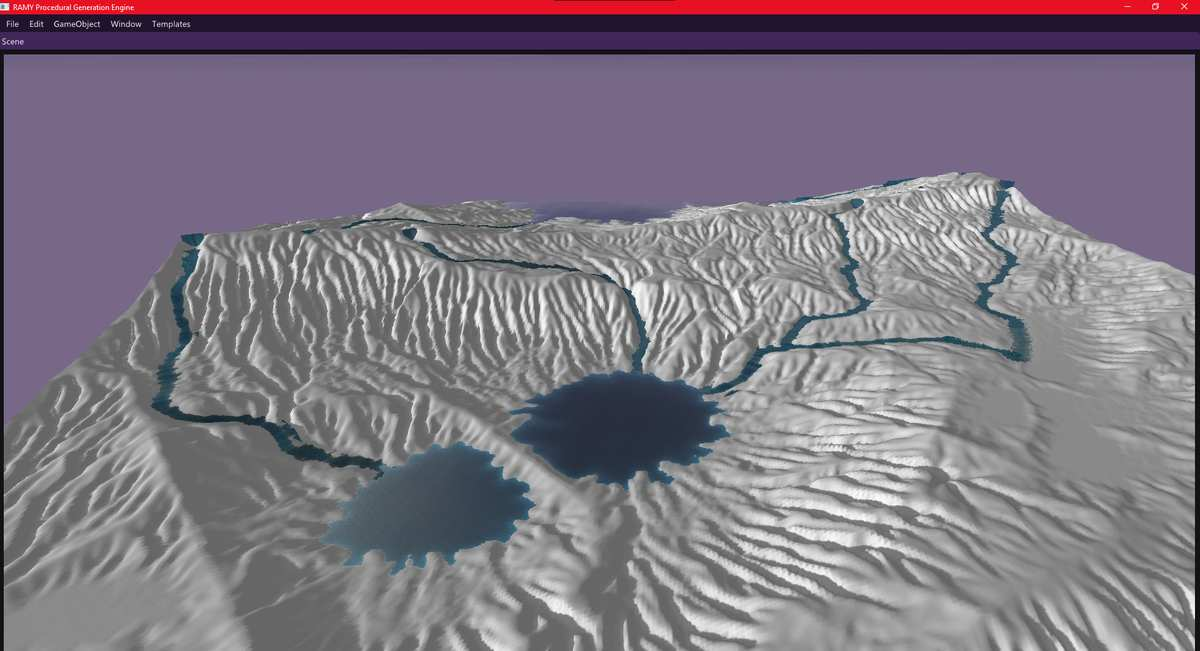 RAMY Procedural Generation Engine
File Edit GameObject Window Templates
Scene